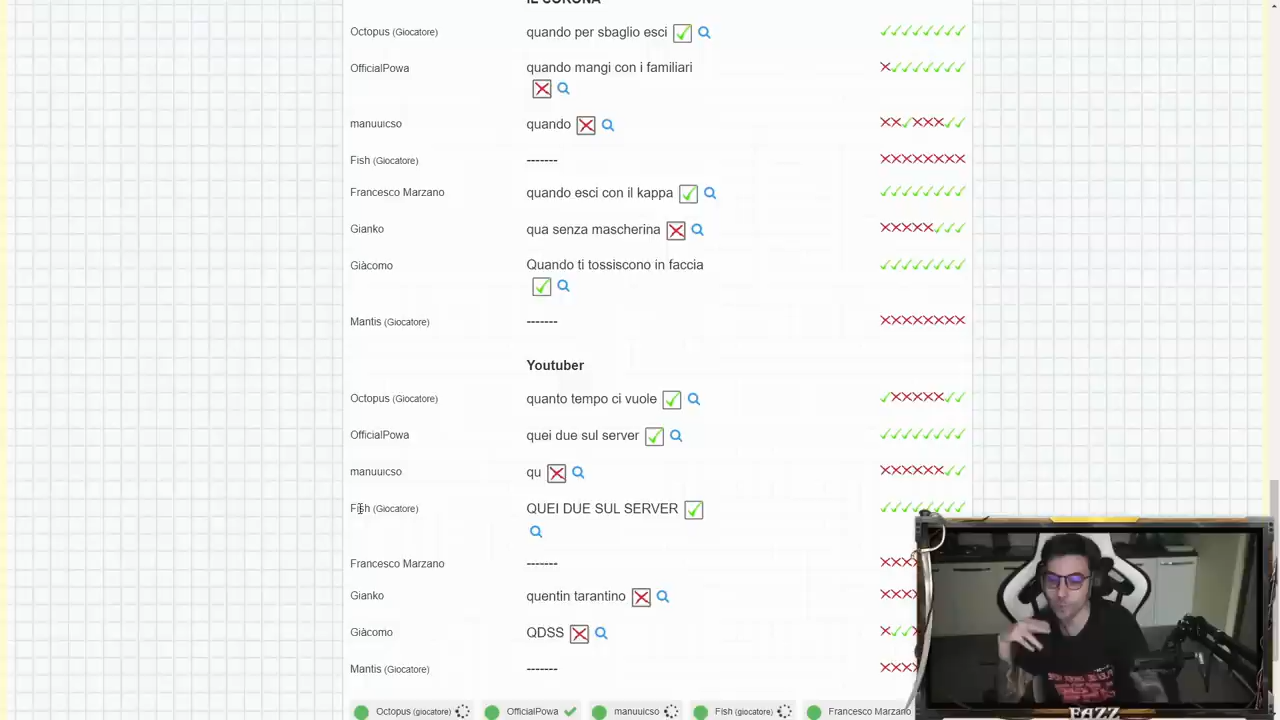 IL CORONA
Octopus (Giocatore) quando per sbaglio esci
OfficialPowa quando mangi con i familiari
manuuicso quando
Fish (Giocatore) -------
Francesco Marzano quando esci con il kappa
Gianko qua senza mascherina
Giàcomo Quando ti tossiscono in faccia
Mantis (Giocatore) -------
Youtuber
Octopus (Giocatore) quanto tempo ci vuole
OfficialPowa quei due sul server
manuuicso qu
Fish (Giocatore) QUEI DUE SUL SERVER
Francesco Marzano -------
Gianko quentin tarantino
Giàcomo QDSS
Mantis (Giocatore) -------
(giocatore) OfficialPowa manuuicso Fish (giocatore) Francesco Marzano
FAZZ